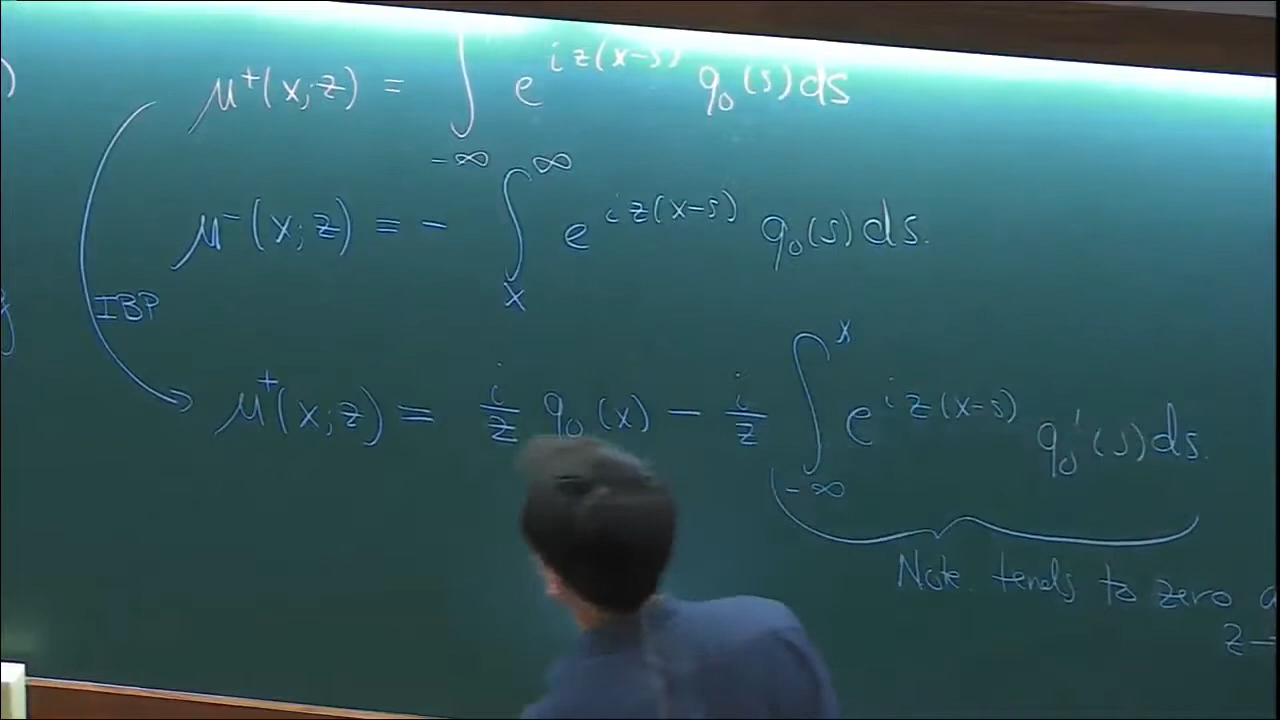 )
μ⁺(x;z) = ∫_{-∞} e^{iz(x-s)} q₀(s)ds
μ⁻(x;z) = - ∫_x^∞ e^{iz(x-s)} q₀(s)ds.
IBP
μ⁺(x;z) = i/z q₀(x) - i/z ∫_{-∞}^x e^{iz(x-s)} q₀'(s)ds.
Note. tends to zero
z→